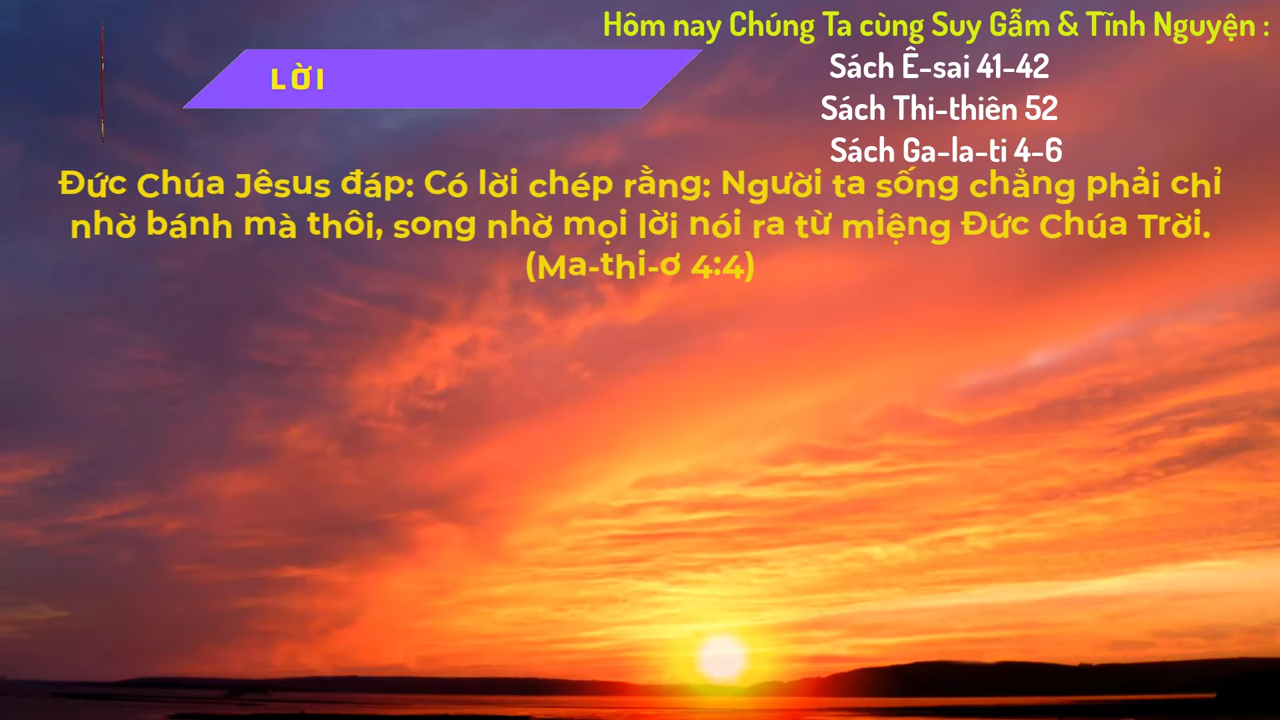 Hôm nay Chúng Ta cùng Suy Gẫm & Tĩnh Nguyện :
LỜI
Sách Ê-sai 41-42
Sách Thi-thiên 52
Sách Ga-la-ti 4-6
Đức Chúa Jêsus đáp: Có lời chép rằng: Người ta sống chẳng phải chỉ
nhờ bánh mà thôi, song nhờ mọi lời nói ra từ miệng Đức Chúa Trời.
(Ma-thi-ơ 4:4)